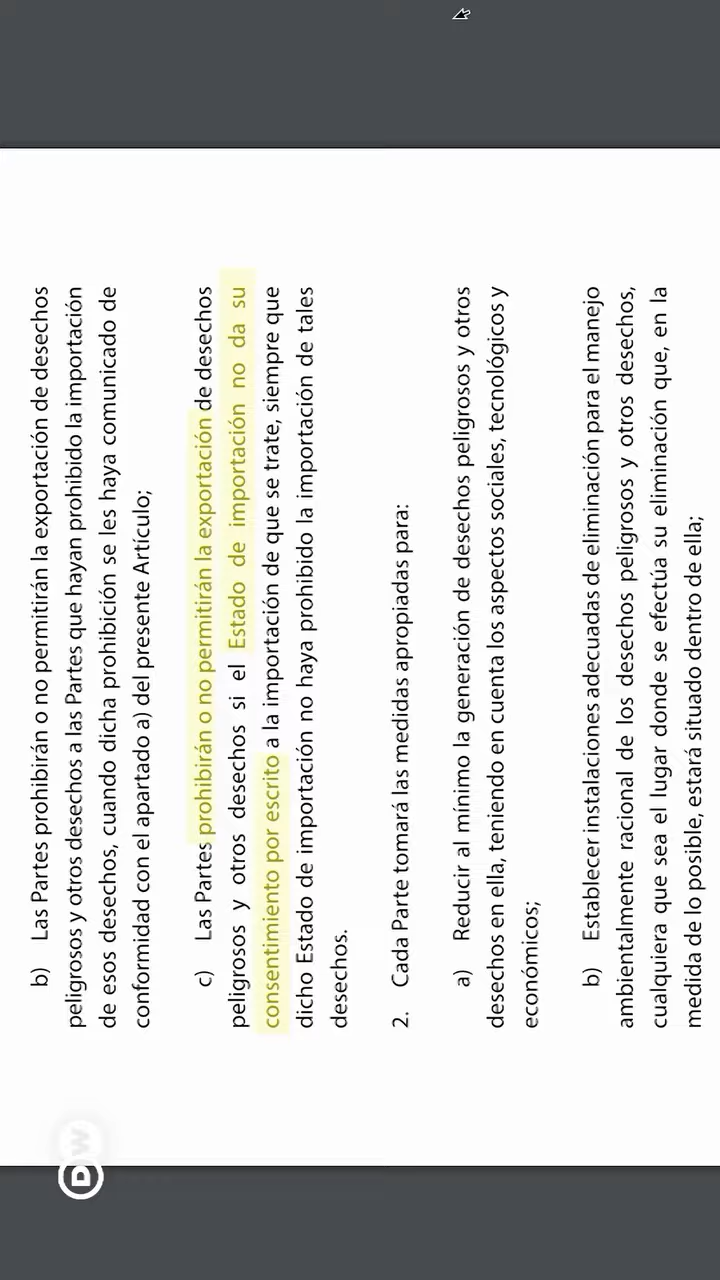 b) Las Partes prohibirán o no permitirán la exportación de desechos
peligrosos y otros desechos a las Partes que hayan prohibido la importación
de esos desechos, cuando dicha prohibición se les haya comunicado de
conformidad con el apartado a) del presente Artículo;
c) Las Partes prohibirán o no permitirán la exportación de desechos
peligrosos y otros desechos si el Estado de importación no da su
consentimiento por escrito a la importación de que se trate, siempre que
dicho Estado de importación no haya prohibido la importación de tales
desechos.
2. Cada Parte tomará las medidas apropiadas para:
a) Reducir al mínimo la generación de desechos peligrosos y otros
desechos en ella, teniendo en cuenta los aspectos sociales, tecnológicos y
económicos;
b) Establecer instalaciones adecuadas de eliminación para el manejo
ambientalmente racional de los desechos peligrosos y otros desechos,
cualquiera que sea el lugar donde se efectúa su eliminación que, en la
medida de lo posible, estará situado dentro de ella;
DW